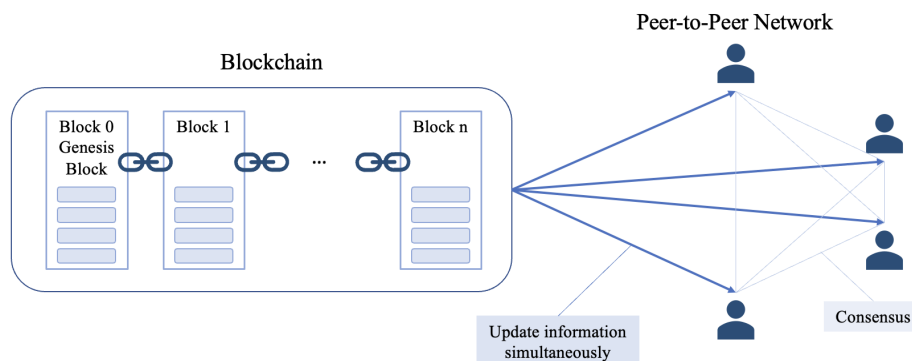 Peer-to-Peer Network
Blockchain
Block 0
Genesis
Block
Block 1
...
Block n
Update information
simultaneously
Consensus